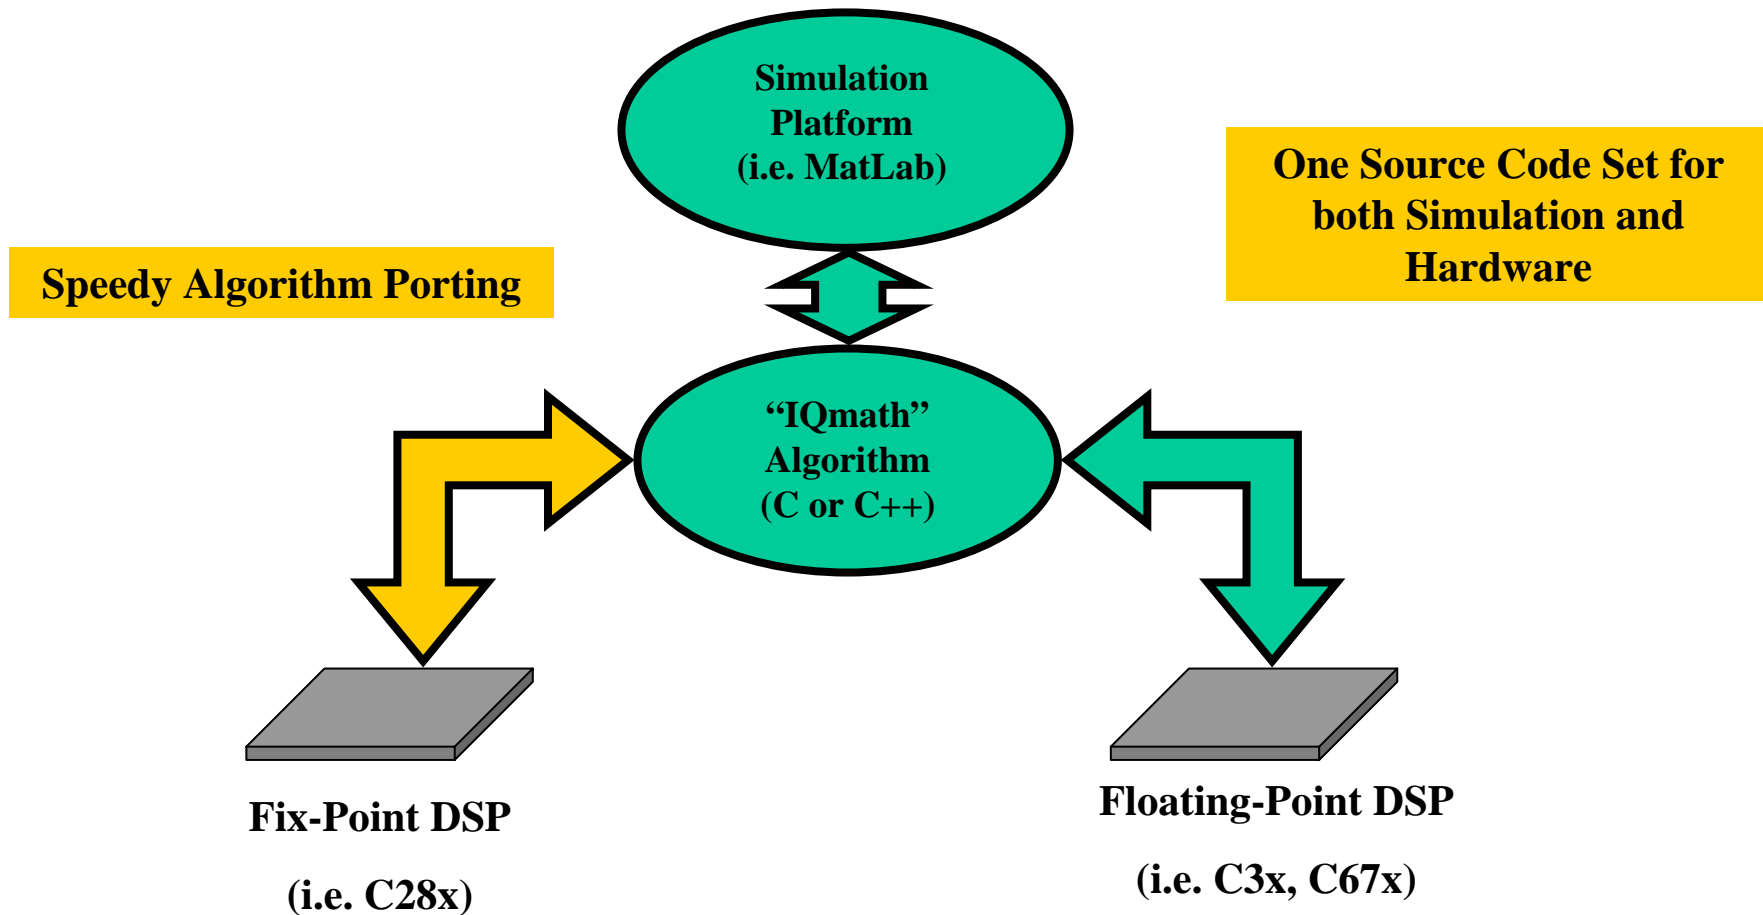 Simulation
Platform
(i.e. MatLab)
One Source Code Set for
both Simulation and
Hardware
Speedy Algorithm Porting
“IQmath”
Algorithm
(C or C++)
Fix-Point DSP
(i.e. C28x)
Floating-Point DSP
(i.e. C3x, C67x)